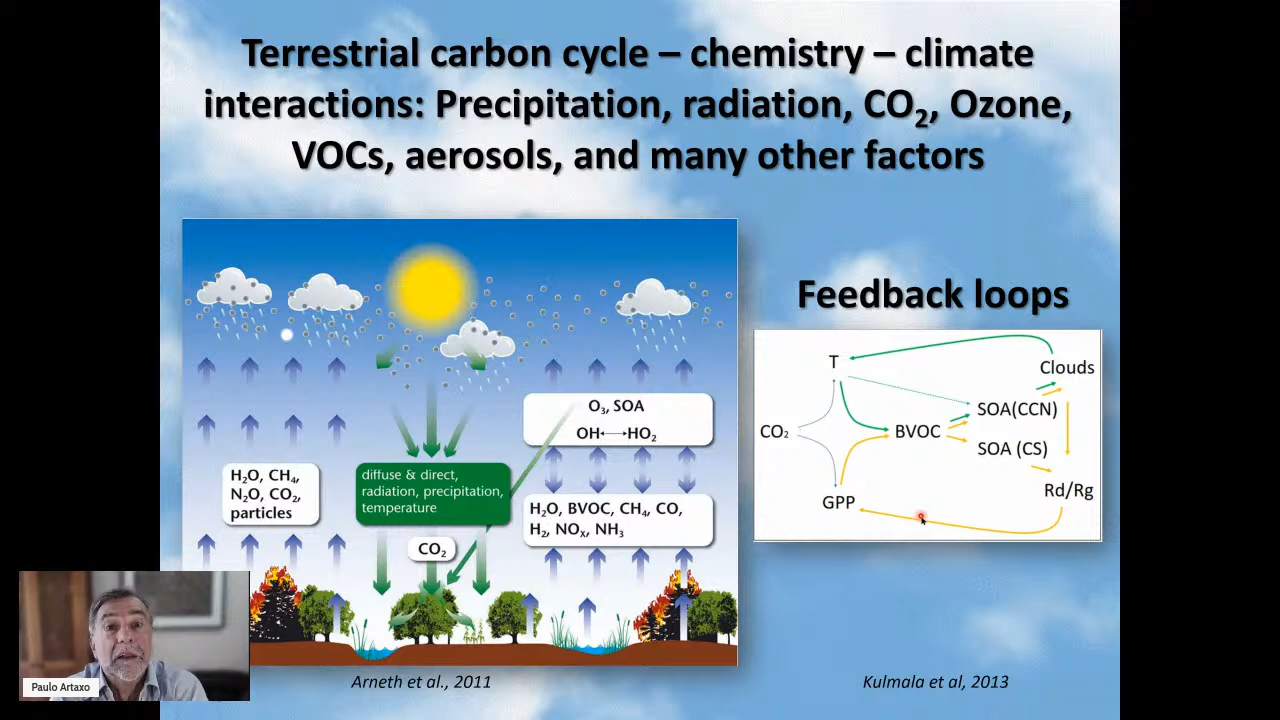 Terrestrial carbon cycle – chemistry – climate
interactions: Precipitation, radiation, CO₂, Ozone,
VOCs, aerosols, and many other factors
O₃, SOA
OH⟷HO₂
H₂O, CH₄,
N₂O, CO₂,
particles
diffuse & direct,
radiation, precipitation,
temperature
H₂O, BVOC, CH₄, CO,
H₂, NOₓ, NH₃
CO₂
Feedback loops
T
Clouds
SOA(CCN)
CO₂
BVOC
SOA (CS)
GPP
Rd/Rg
Paulo Artaxo
Arneth et al., 2011
Kulmala et al, 2013